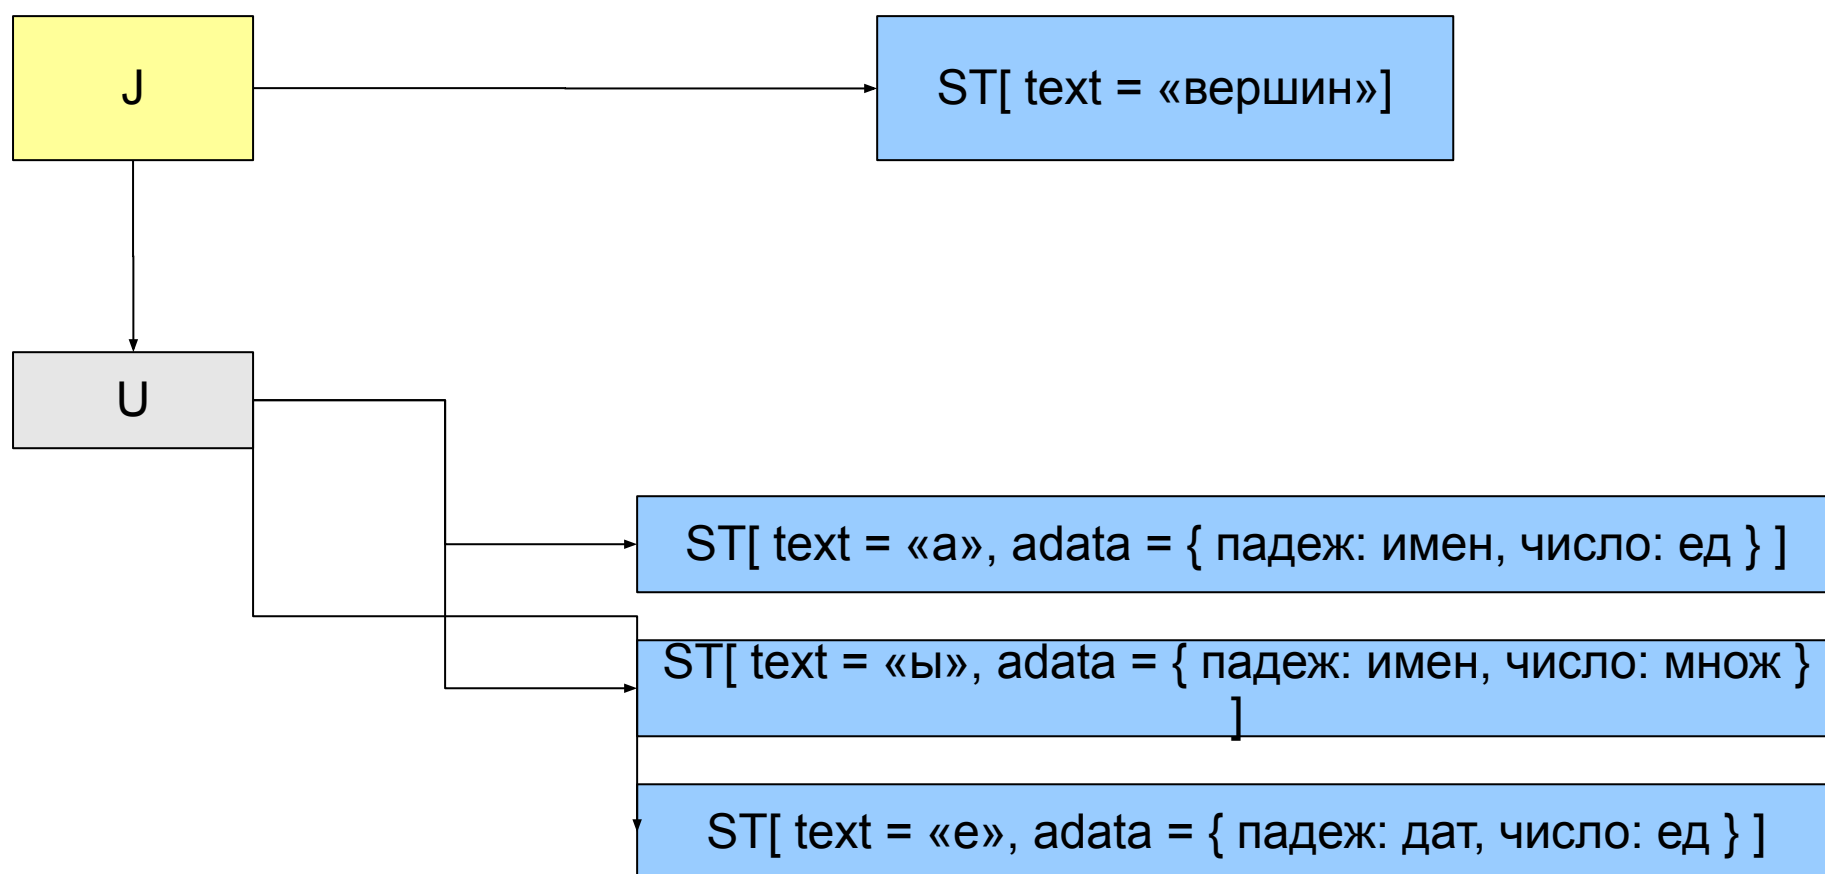 J
ST[ text = «вершин»]
U
ST[ text = «а», adata = { падеж: имен, число: ед } ]
ST[ text = «ы», adata = { падеж: имен, число: множ }
]
ST[ text = «е», adata = { падеж: дат, число: ед } ]